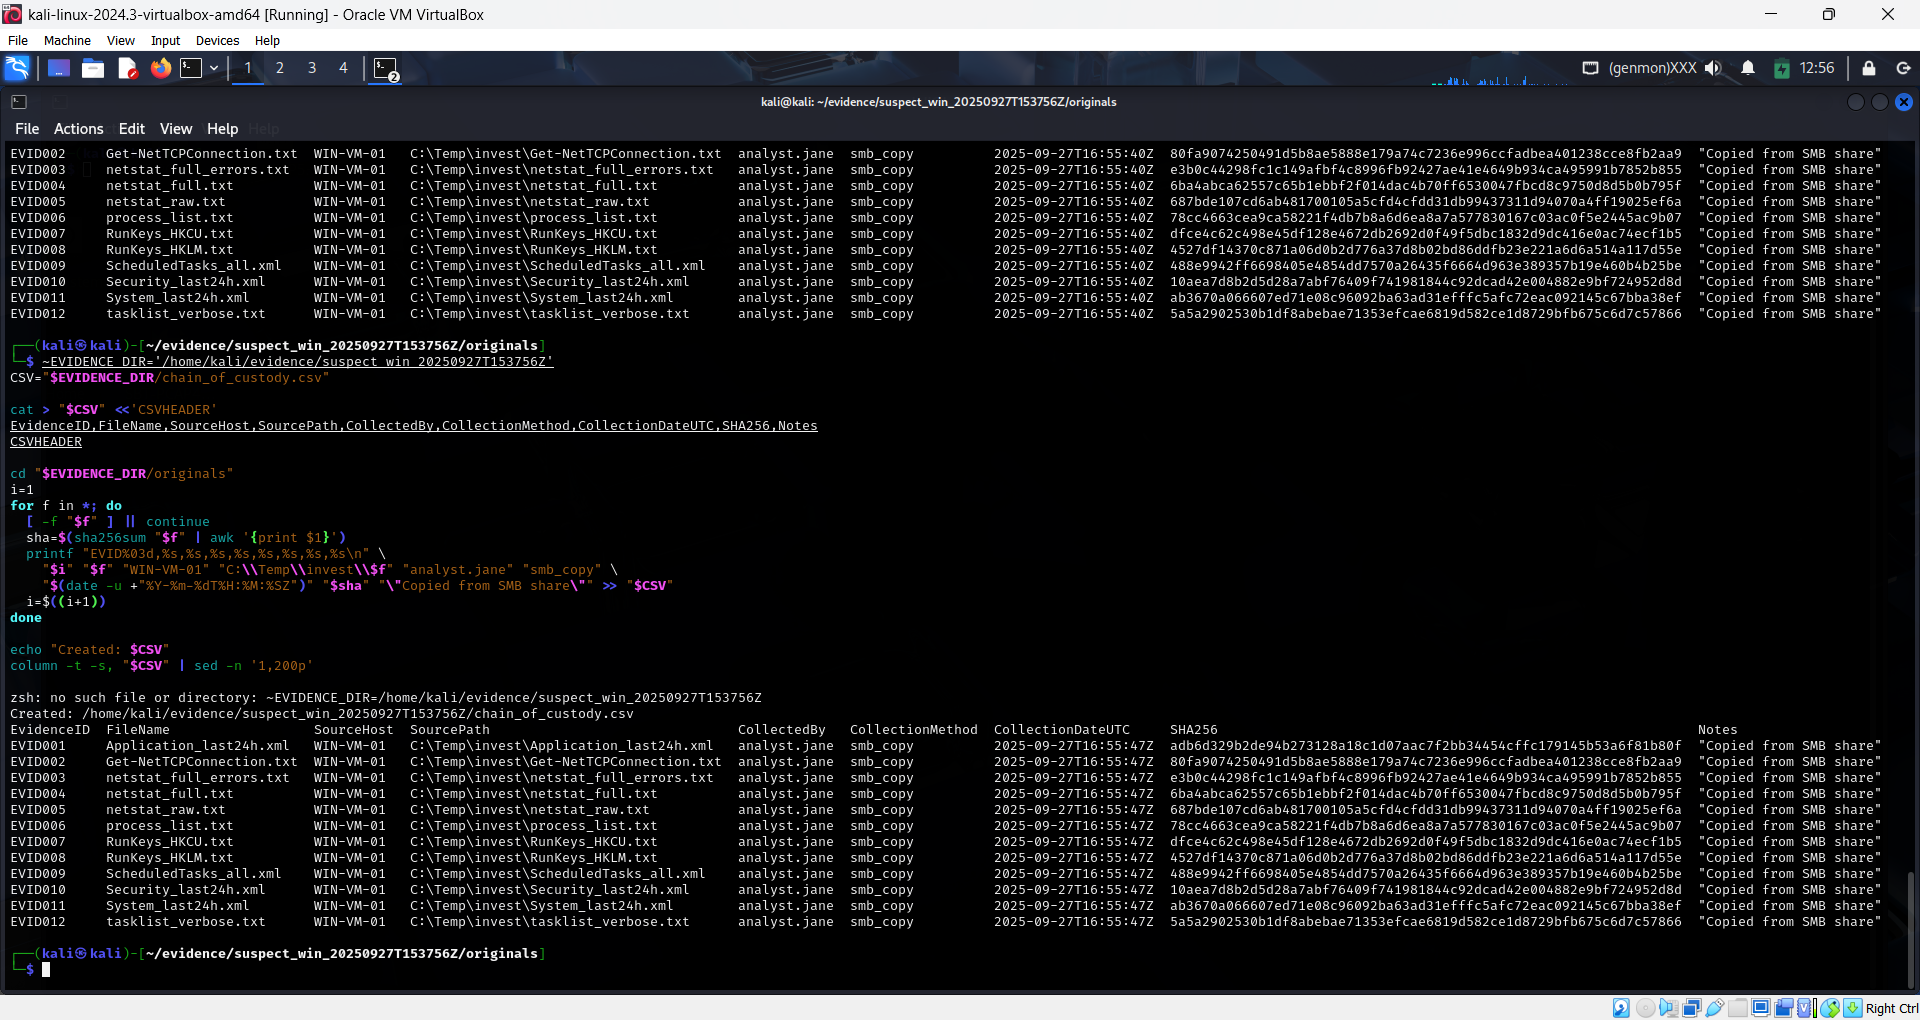 kali-linux-2024.3-virtualbox-amd64 [Running] - Oracle VM VirtualBox
File Machine View Input Devices Help
1 2 3 4 2 (genmon)XXX 12:56
kali@kali: ~/evidence/suspect_win_20250927T153756Z/originals
File Actions Edit View Help
EVID002 Get-NetTCPConnection.txt WIN-VM-01 C:\Temp\invest\Get-NetTCPConnection.txt analyst.jane smb_copy 2025-09-27T16:55:40Z 80fa9074250491d5b8ae5888e179a74c7236e996ccfadbea401238cce8fb2aa9 "Copied from SMB share"
EVID003 netstat_full_errors.txt WIN-VM-01 C:\Temp\invest\netstat_full_errors.txt analyst.jane smb_copy 2025-09-27T16:55:40Z e3b0c44298fc1c149afbf4c8996fb92427ae41e4649b934ca495991b7852b855 "Copied from SMB share"
EVID004 netstat_full.txt WIN-VM-01 C:\Temp\invest\netstat_full.txt analyst.jane smb_copy 2025-09-27T16:55:40Z 6ba4abca62557c65b1ebbf2f014dac4b70ff6530047fbcd8c9750d8d5b0b795f "Copied from SMB share"
EVID005 netstat_raw.txt WIN-VM-01 C:\Temp\invest\netstat_raw.txt analyst.jane smb_copy 2025-09-27T16:55:40Z 687bde107cd6ab481700105a5cfd4cfdd31db99437311d94070a4ff19025ef6a "Copied from SMB share"
EVID006 process_list.txt WIN-VM-01 C:\Temp\invest\process_list.txt analyst.jane smb_copy 2025-09-27T16:55:40Z 78cc4663cea9ca58221f4db7b8a6d6ea8a7a577830167c03ac0f5e2445ac9b07 "Copied from SMB share"
EVID007 RunKeys_HKCU.txt WIN-VM-01 C:\Temp\invest\RunKeys_HKCU.txt analyst.jane smb_copy 2025-09-27T16:55:40Z dfce4c62c498e45df128e4672db2692d0f49f5dbc1832d9dc416e0ac74ecf1b5 "Copied from SMB share"
EVID008 RunKeys_HKLM.txt WIN-VM-01 C:\Temp\invest\RunKeys_HKLM.txt analyst.jane smb_copy 2025-09-27T16:55:40Z 4527df14370c871a06d0b2d776a37d8b02bd86ddfb23e221a6d6a514a117d55e "Copied from SMB share"
EVID009 ScheduledTasks_all.xml WIN-VM-01 C:\Temp\invest\ScheduledTasks_all.xml analyst.jane smb_copy 2025-09-27T16:55:40Z 488e9942ff6698405e4854dd7570a26435f6664d963e389357b19e460b4b25be "Copied from SMB share"
EVID010 Security_last24h.xml WIN-VM-01 C:\Temp\invest\Security_last24h.xml analyst.jane smb_copy 2025-09-27T16:55:40Z 10aea7d8b2d5d28a7abf76409f741981844c92dcad42e004882e9bf724952d8d "Copied from SMB share"
EVID011 System_last24h.xml WIN-VM-01 C:\Temp\invest\System_last24h.xml analyst.jane smb_copy 2025-09-27T16:55:40Z ab3670a066607ed71e08c96092ba63ad31efffc5afc72eac092145c67bba38ef "Copied from SMB share"
EVID012 tasklist_verbose.txt WIN-VM-01 C:\Temp\invest\tasklist_verbose.txt analyst.jane smb_copy 2025-09-27T16:55:40Z 5a5a2902530b1df8abebae71353efcae6819d582ce1d8729bfb675c6d7c57866 "Copied from SMB share"
┌──(kali㉿kali)-[~/evidence/suspect_win_20250927T153756Z/originals]
└─$ ~EVIDENCE_DIR='/home/kali/evidence/suspect_win_20250927T153756Z'
CSV="$EVIDENCE_DIR/chain_of_custody.csv"
cat > "$CSV" <<'CSVHEADER'
EvidenceID,FileName,SourceHost,SourcePath,CollectedBy,CollectionMethod,CollectionDateUTC,SHA256,Notes
CSVHEADER
cd "$EVIDENCE_DIR/originals"
i=1
for f in *; do
[ -f "$f" ] || continue
sha=$(sha256sum "$f" | awk '{print $1}')
printf "EVID%03d,%s,%s,%s,%s,%s,%s,%s,%s\n" \
"$i" "$f" "WIN-VM-01" "C:\\Temp\\invest\\$f" "analyst.jane" "smb_copy" \
"$(date -u +"%Y-%m-%dT%H:%M:%SZ")" "$sha" "\"Copied from SMB share\"" >> "$CSV"
i=$((i+1))
done
echo "Created: $CSV"
column -t -s, "$CSV" | sed -n '1,200p'
zsh: no such file or directory: ~EVIDENCE_DIR=/home/kali/evidence/suspect_win_20250927T153756Z
Created: /home/kali/evidence/suspect_win_20250927T153756Z/chain_of_custody.csv
EvidenceID FileName SourceHost SourcePath CollectedBy CollectionMethod CollectionDateUTC SHA256 Notes
EVID001 Application_last24h.xml WIN-VM-01 C:\Temp\invest\Application_last24h.xml analyst.jane smb_copy 2025-09-27T16:55:47Z adb6d329b2de94b273128a18c1d07aac7f2bb34454cffc179145b53a6f81b80f "Copied from SMB share"
EVID002 Get-NetTCPConnection.txt WIN-VM-01 C:\Temp\invest\Get-NetTCPConnection.txt analyst.jane smb_copy 2025-09-27T16:55:47Z 80fa9074250491d5b8ae5888e179a74c7236e996ccfadbea401238cce8fb2aa9 "Copied from SMB share"
EVID003 netstat_full_errors.txt WIN-VM-01 C:\Temp\invest\netstat_full_errors.txt analyst.jane smb_copy 2025-09-27T16:55:47Z e3b0c44298fc1c149afbf4c8996fb92427ae41e4649b934ca495991b7852b855 "Copied from SMB share"
EVID004 netstat_full.txt WIN-VM-01 C:\Temp\invest\netstat_full.txt analyst.jane smb_copy 2025-09-27T16:55:47Z 6ba4abca62557c65b1ebbf2f014dac4b70ff6530047fbcd8c9750d8d5b0b795f "Copied from SMB share"
EVID005 netstat_raw.txt WIN-VM-01 C:\Temp\invest\netstat_raw.txt analyst.jane smb_copy 2025-09-27T16:55:47Z 687bde107cd6ab481700105a5cfd4cfdd31db99437311d94070a4ff19025ef6a "Copied from SMB share"
EVID006 process_list.txt WIN-VM-01 C:\Temp\invest\process_list.txt analyst.jane smb_copy 2025-09-27T16:55:47Z 78cc4663cea9ca58221f4db7b8a6d6ea8a7a577830167c03ac0f5e2445ac9b07 "Copied from SMB share"
EVID007 RunKeys_HKCU.txt WIN-VM-01 C:\Temp\invest\RunKeys_HKCU.txt analyst.jane smb_copy 2025-09-27T16:55:47Z dfce4c62c498e45df128e4672db2692d0f49f5dbc1832d9dc416e0ac74ecf1b5 "Copied from SMB share"
EVID008 RunKeys_HKLM.txt WIN-VM-01 C:\Temp\invest\RunKeys_HKLM.txt analyst.jane smb_copy 2025-09-27T16:55:47Z 4527df14370c871a06d0b2d776a37d8b02bd86ddfb23e221a6d6a514a117d55e "Copied from SMB share"
EVID009 ScheduledTasks_all.xml WIN-VM-01 C:\Temp\invest\ScheduledTasks_all.xml analyst.jane smb_copy 2025-09-27T16:55:47Z 488e9942ff6698405e4854dd7570a26435f6664d963e389357b19e460b4b25be "Copied from SMB share"
EVID010 Security_last24h.xml WIN-VM-01 C:\Temp\invest\Security_last24h.xml analyst.jane smb_copy 2025-09-27T16:55:47Z 10aea7d8b2d5d28a7abf76409f741981844c92dcad42e004882e9bf724952d8d "Copied from SMB share"
EVID011 System_last24h.xml WIN-VM-01 C:\Temp\invest\System_last24h.xml analyst.jane smb_copy 2025-09-27T16:55:47Z ab3670a066607ed71e08c96092ba63ad31efffc5afc72eac092145c67bba38ef "Copied from SMB share"
EVID012 tasklist_verbose.txt WIN-VM-01 C:\Temp\invest\tasklist_verbose.txt analyst.jane smb_copy 2025-09-27T16:55:47Z 5a5a2902530b1df8abebae71353efcae6819d582ce1d8729bfb675c6d7c57866 "Copied from SMB share"
┌──(kali㉿kali)-[~/evidence/suspect_win_20250927T153756Z/originals]
└─$
Right Ctrl